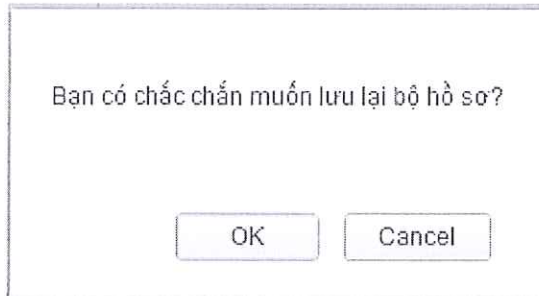 Bạn có chắc chắn muốn lưu lại bộ hồ sơ?
OK Cancel